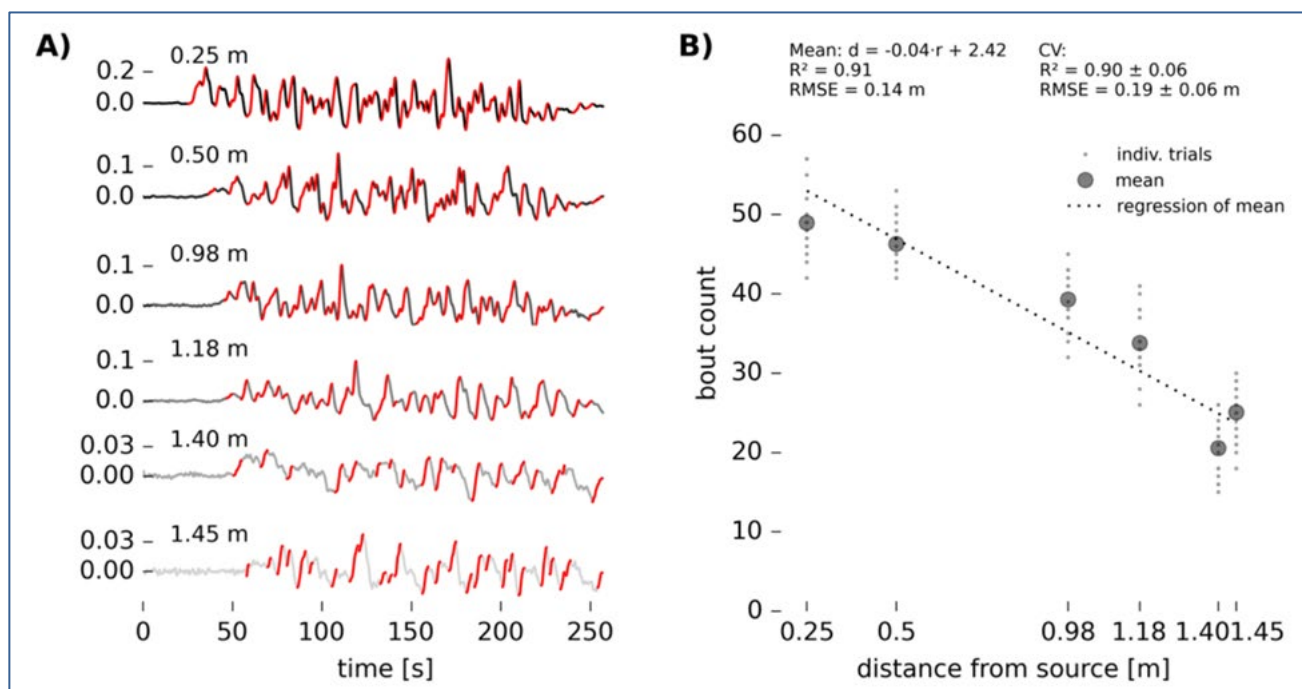 A)
0.25 m
0.2
0.0
0.50 m
0.1
0.0
0.98 m
0.1
0.0
1.18 m
0.1
0.0
1.40 m
0.03
0.00
1.45 m
0.03
0.00
0 50 100 150 200 250
time [s]
B)
Mean: d = -0.04·r + 2.42
R² = 0.91
RMSE = 0.14 m
CV:
R² = 0.90 ± 0.06
RMSE = 0.19 ± 0.06 m
indiv. trials
mean
regression of mean
bout count
60
50
40
30
20
10
0
0.25 0.5 0.98 1.18 1.40 1.45
distance from source [m]